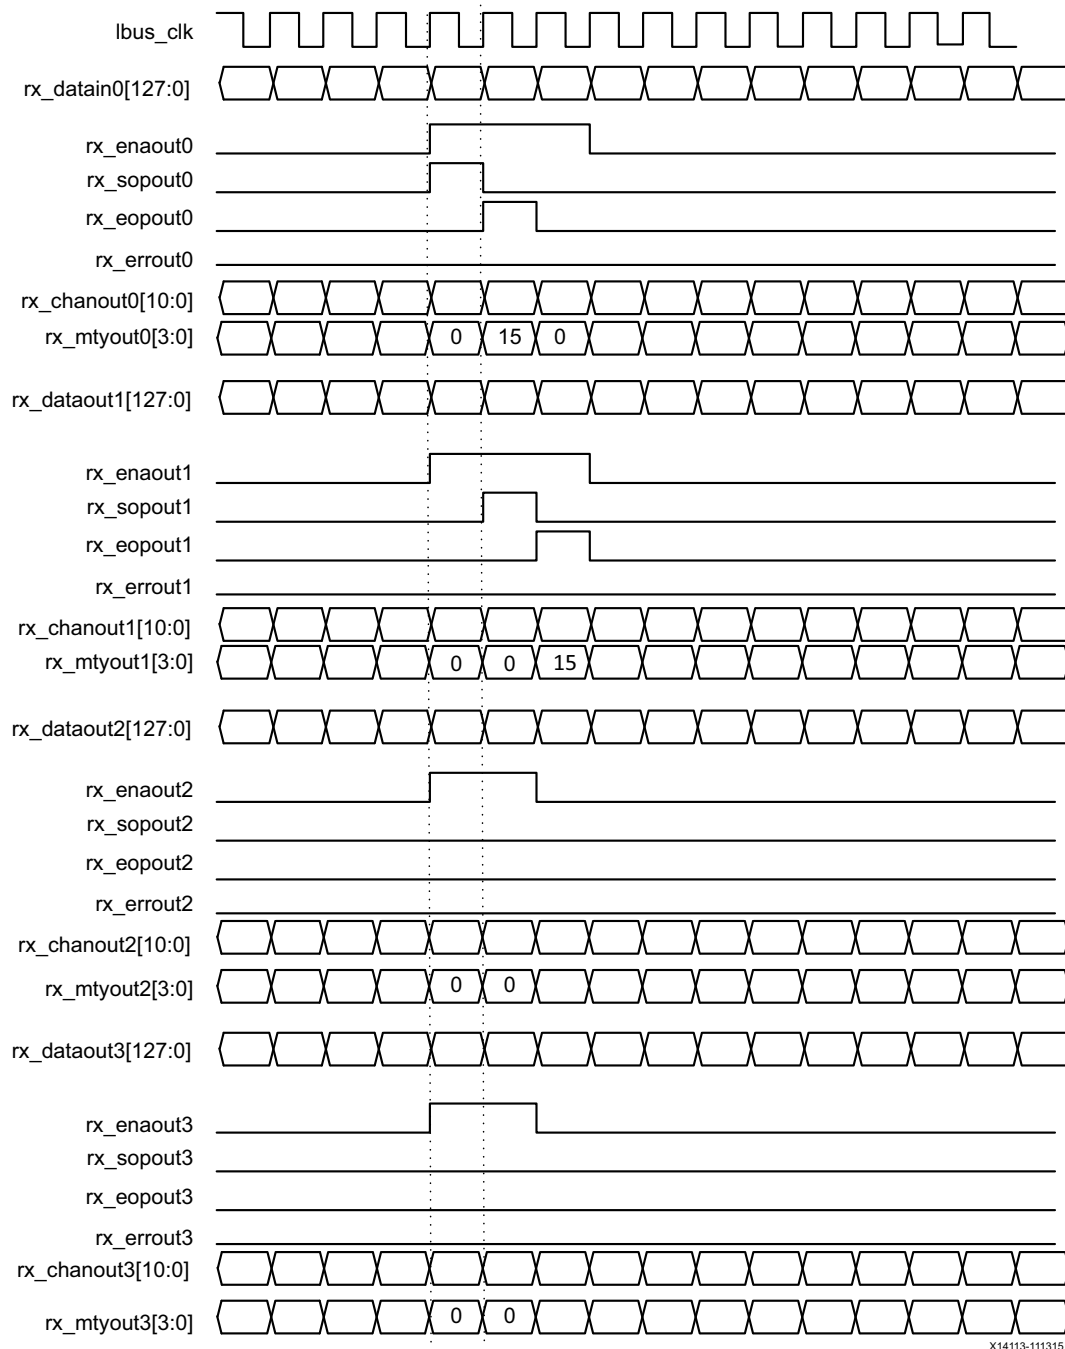 lbus_clk
rx_datain0[127:0]
rx_enaout0
rx_sopout0
rx_eopout0
rx_errout0
rx_chanout0[10:0]
rx_mtyout0[3:0] 0 15 0
rx_dataout1[127:0]
rx_enaout1
rx_sopout1
rx_eopout1
rx_errout1
rx_chanout1[10:0]
rx_mtyout1[3:0] 0 0 15
rx_dataout2[127:0]
rx_enaout2
rx_sopout2
rx_eopout2
rx_errout2
rx_chanout2[10:0]
rx_mtyout2[3:0] 0 0
rx_dataout3[127:0]
rx_enaout3
rx_sopout3
rx_eopout3
rx_errout3
rx_chanout3[10:0]
rx_mtyout3[3:0] 0 0
X14113-111315